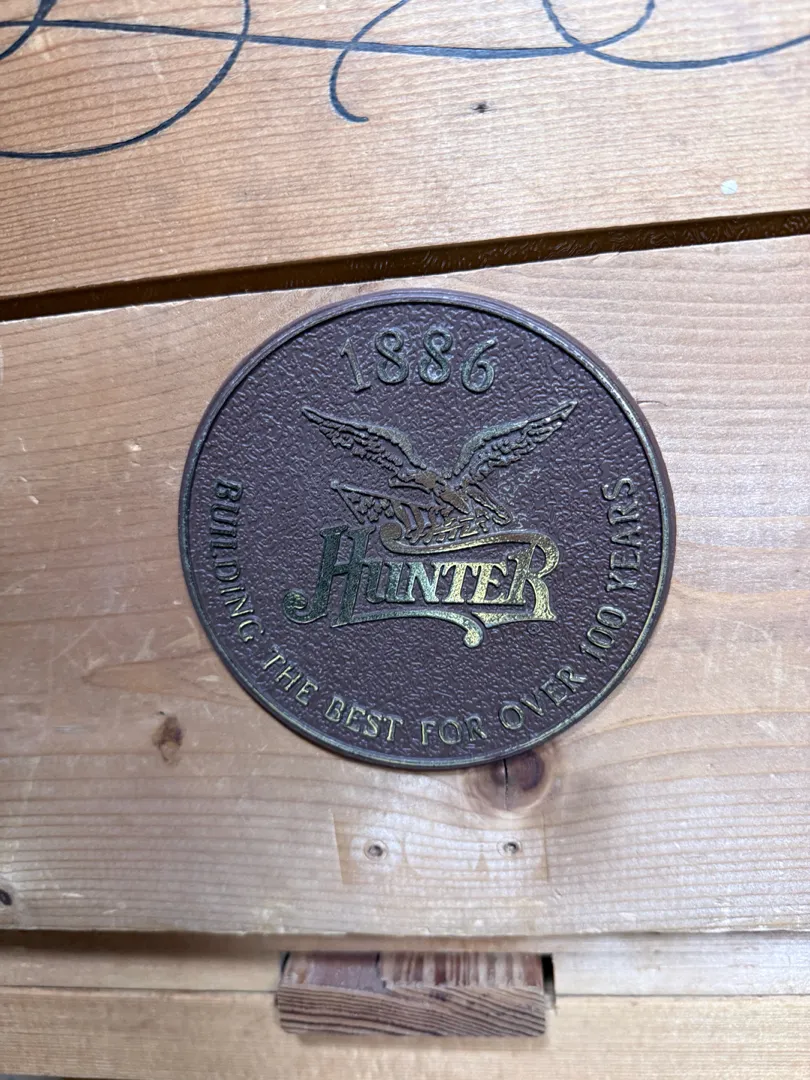 1886
HUNTER
BUILDING THE BEST FOR OVER 100 YEARS